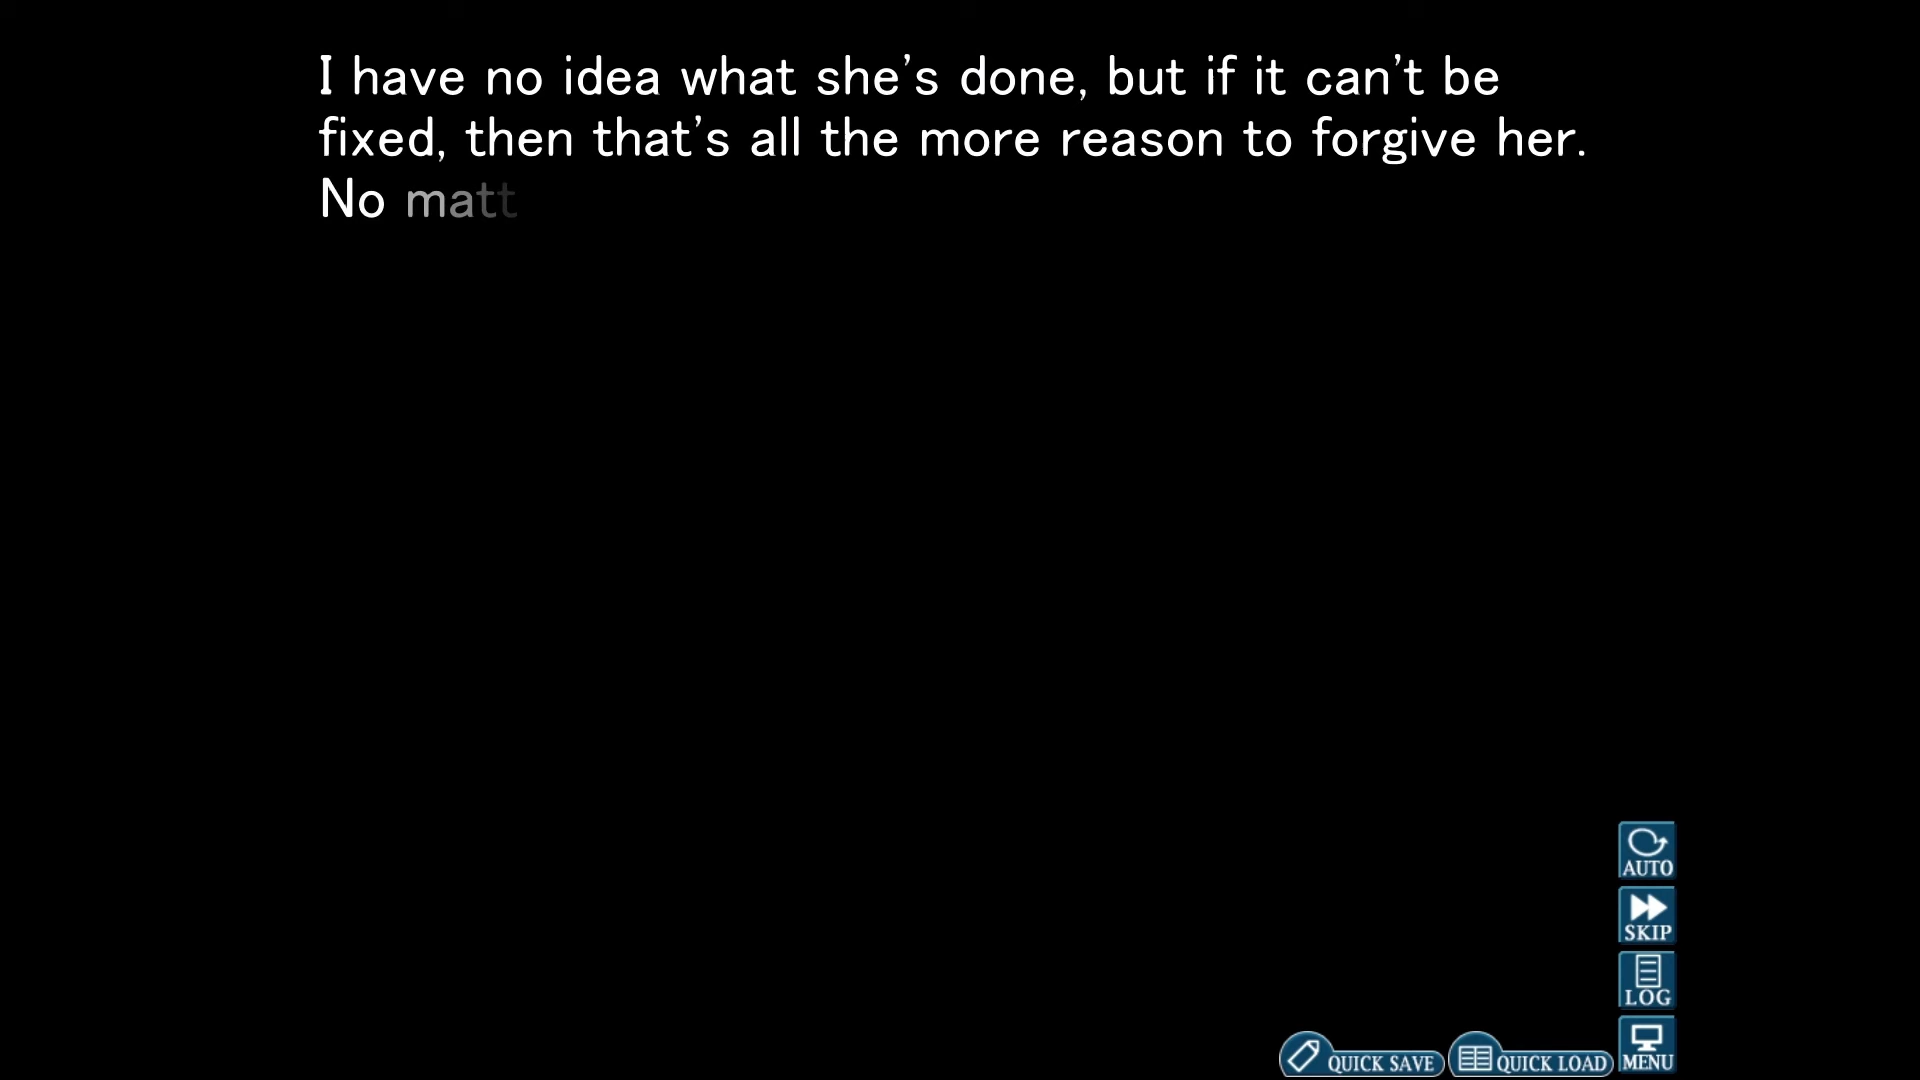 I have no idea what she's done, but if it can't be
fixed, then that's all the more reason to forgive her.
No matt
AUTO
SKIP
LOG
MENU
QUICK SAVE
QUICK LOAD